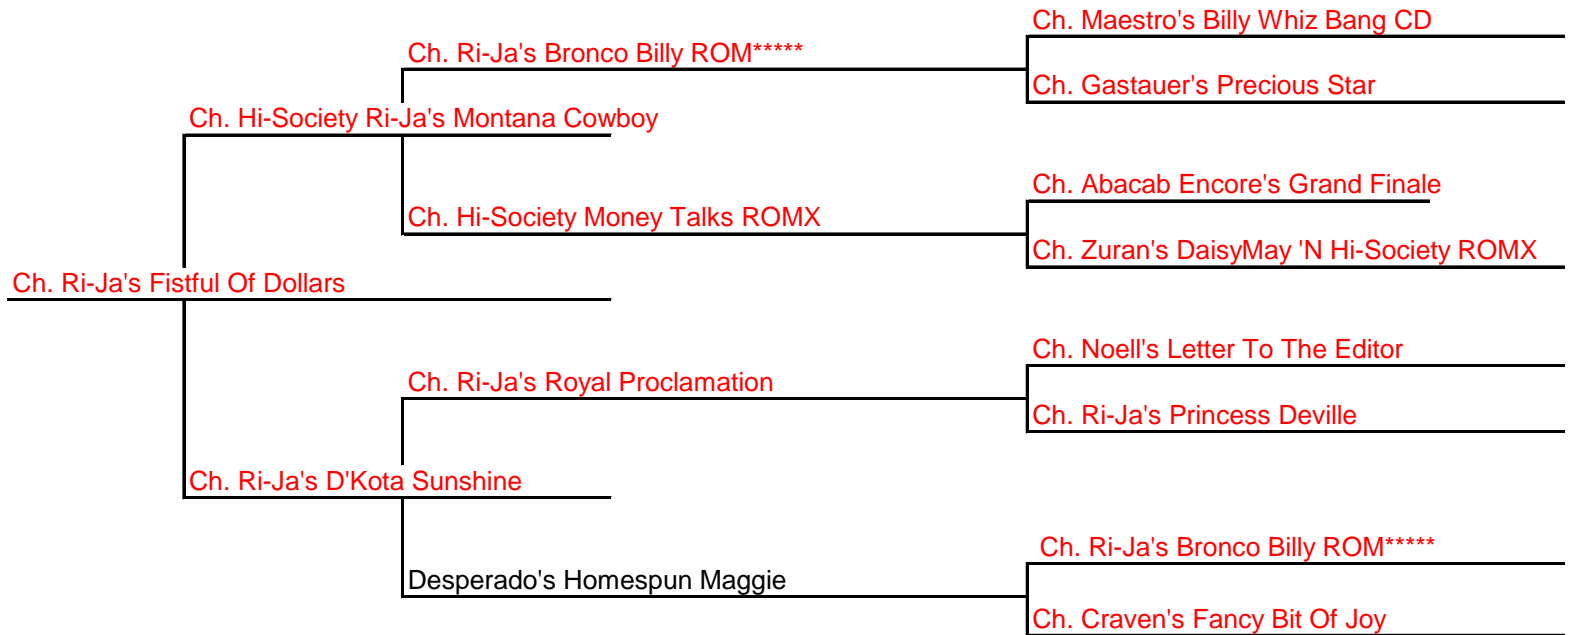 Ch. Maestro's Billy Whiz Bang CD
Ch. Ri-Ja's Bronco Billy ROM*****
Ch. Gastauer's Precious Star
Ch. Hi-Society Ri-Ja's Montana Cowboy
Ch. Abacab Encore's Grand Finale
Ch. Hi-Society Money Talks ROMX
Ch. Zuran's DaisyMay 'N Hi-Society ROMX
Ch. Ri-Ja's Fistful Of Dollars
Ch. Noell's Letter To The Editor
Ch. Ri-Ja's Royal Proclamation
Ch. Ri-Ja's Princess Deville
Ch. Ri-Ja's D'Kota Sunshine
Ch. Ri-Ja's Bronco Billy ROM*****
Desperado's Homespun Maggie
Ch. Craven's Fancy Bit Of Joy